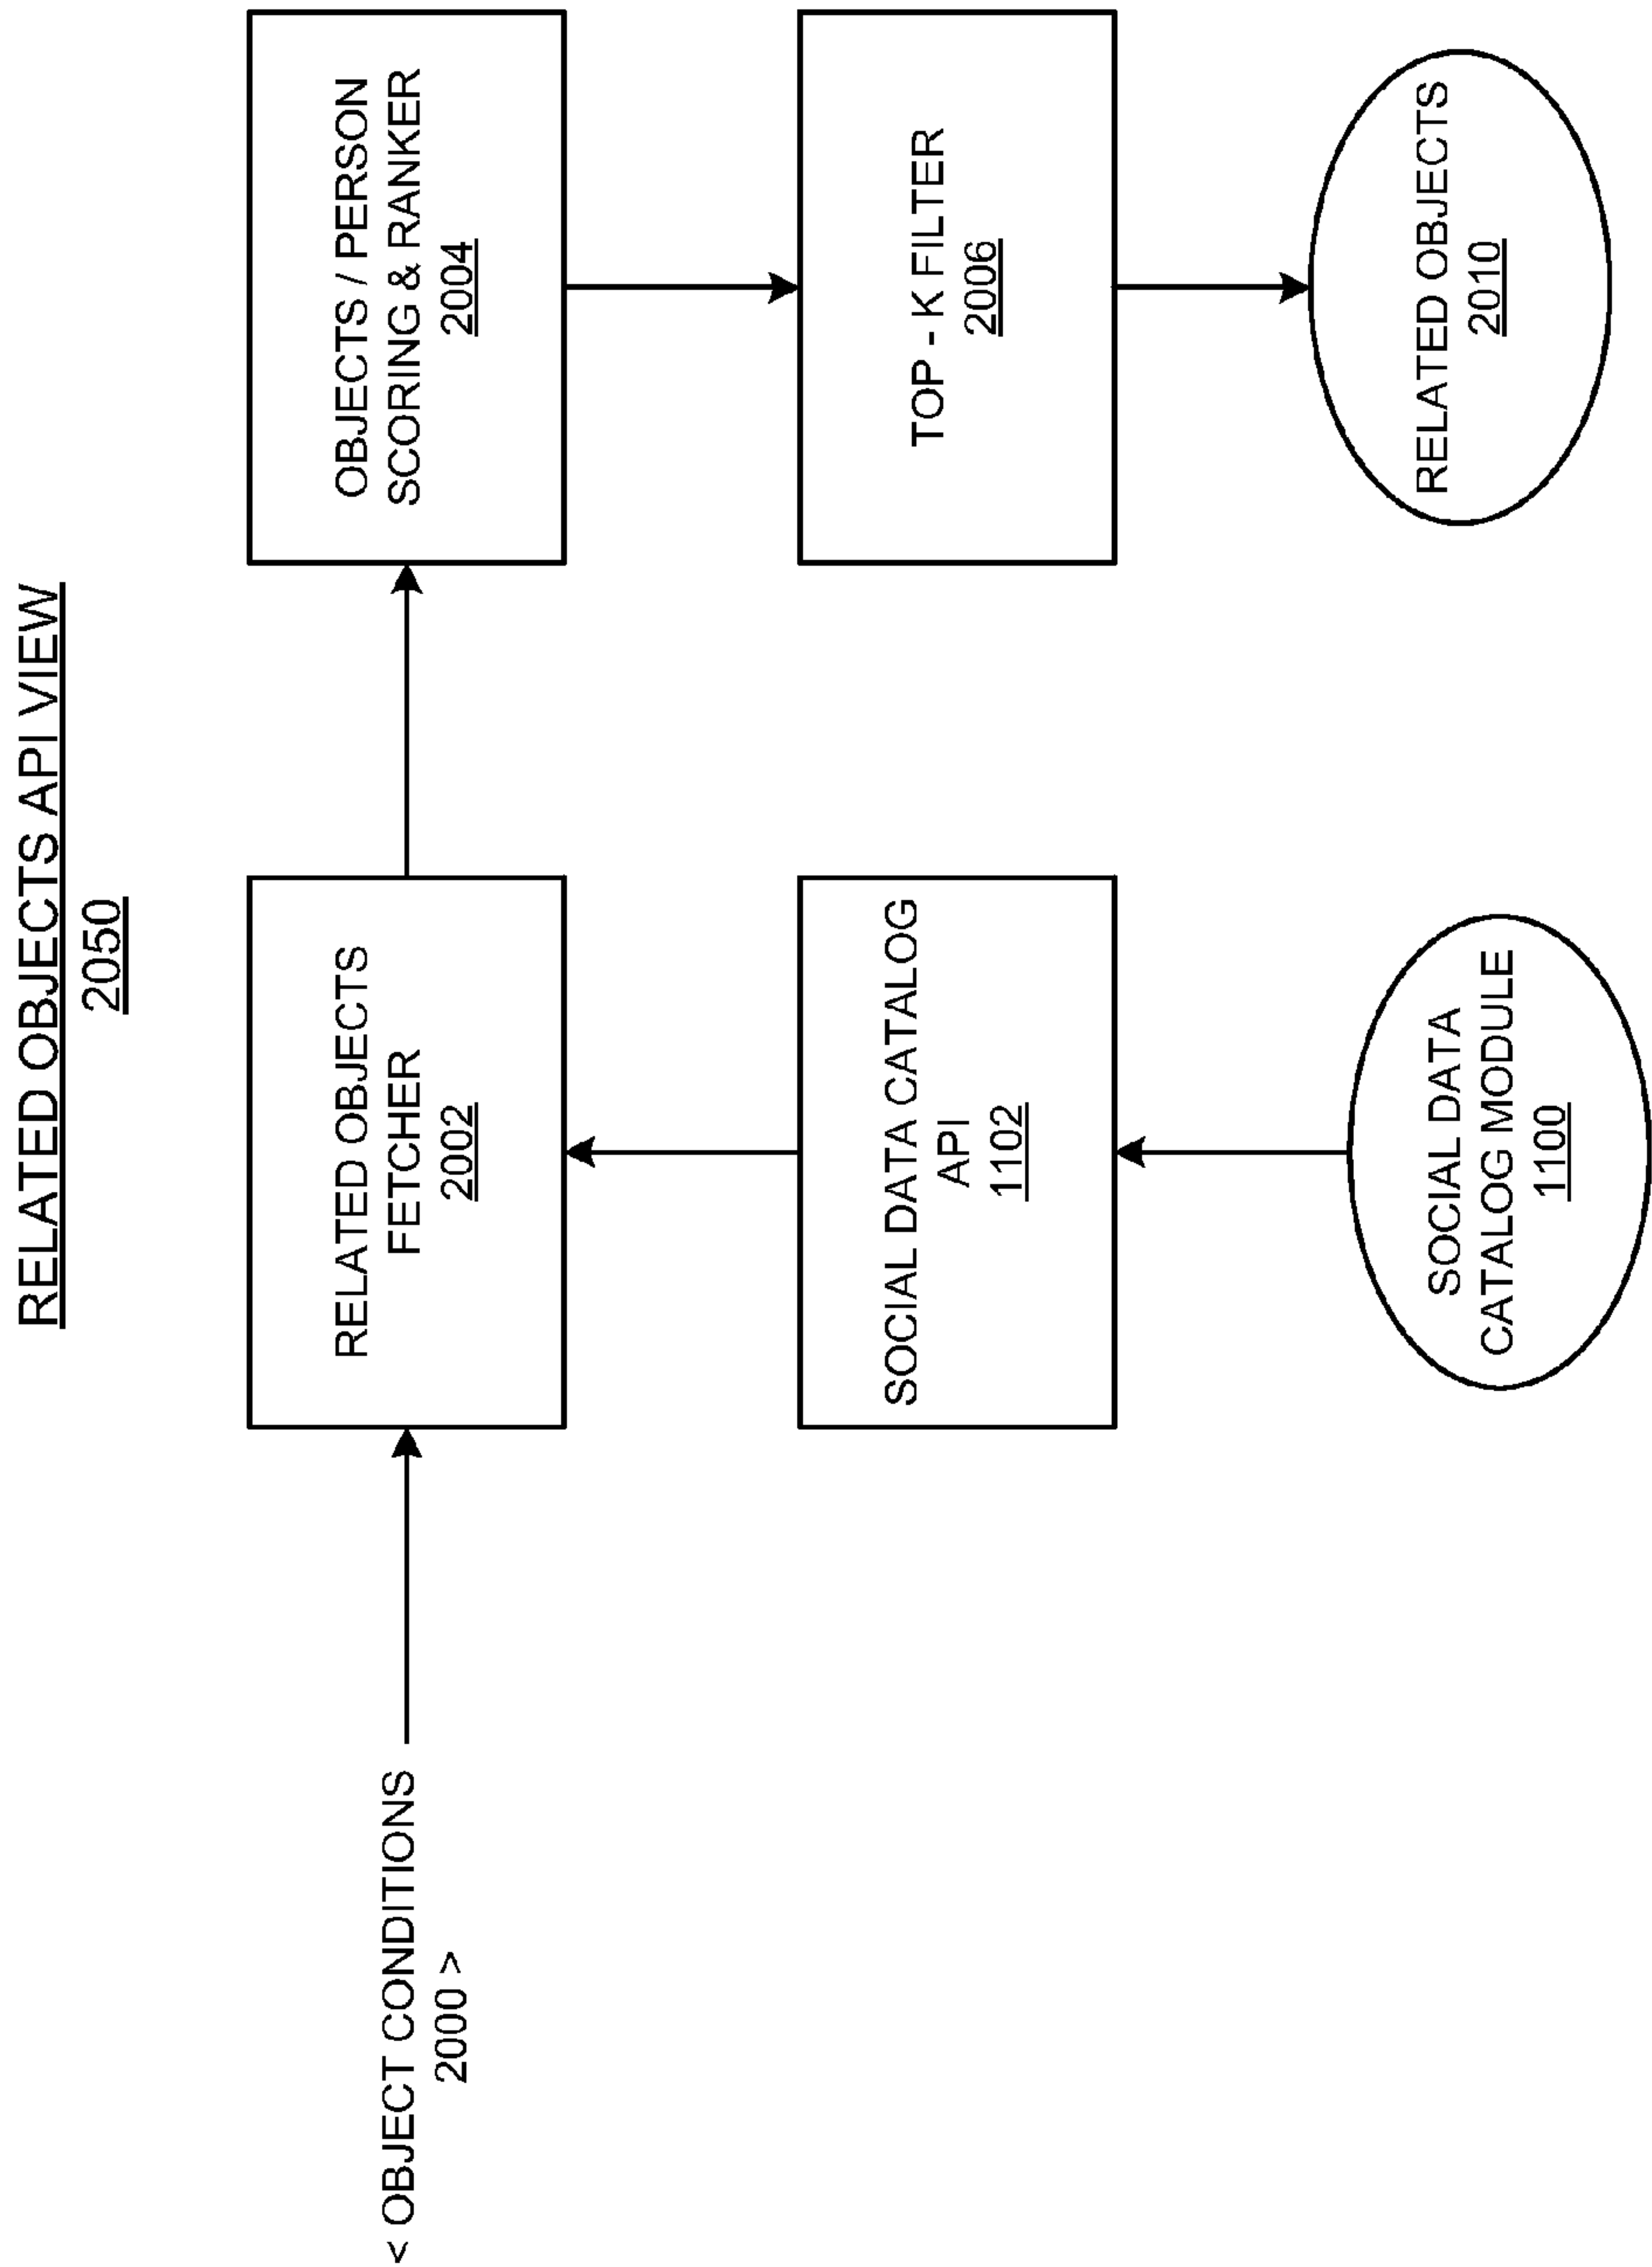 RELATED OBJECTS API VIEW
2050
< OBJECT CONDITIONS
2000 >
RELATED OBJECTS
FETCHER
2002
OBJECTS / PERSON
SCORING & RANKER
2004
SOCIAL DATA CATALOG
API
1102
TOP - K FILTER
2006
SOCIAL DATA
CATALOG MODULE
1100
RELATED OBJECTS
2010